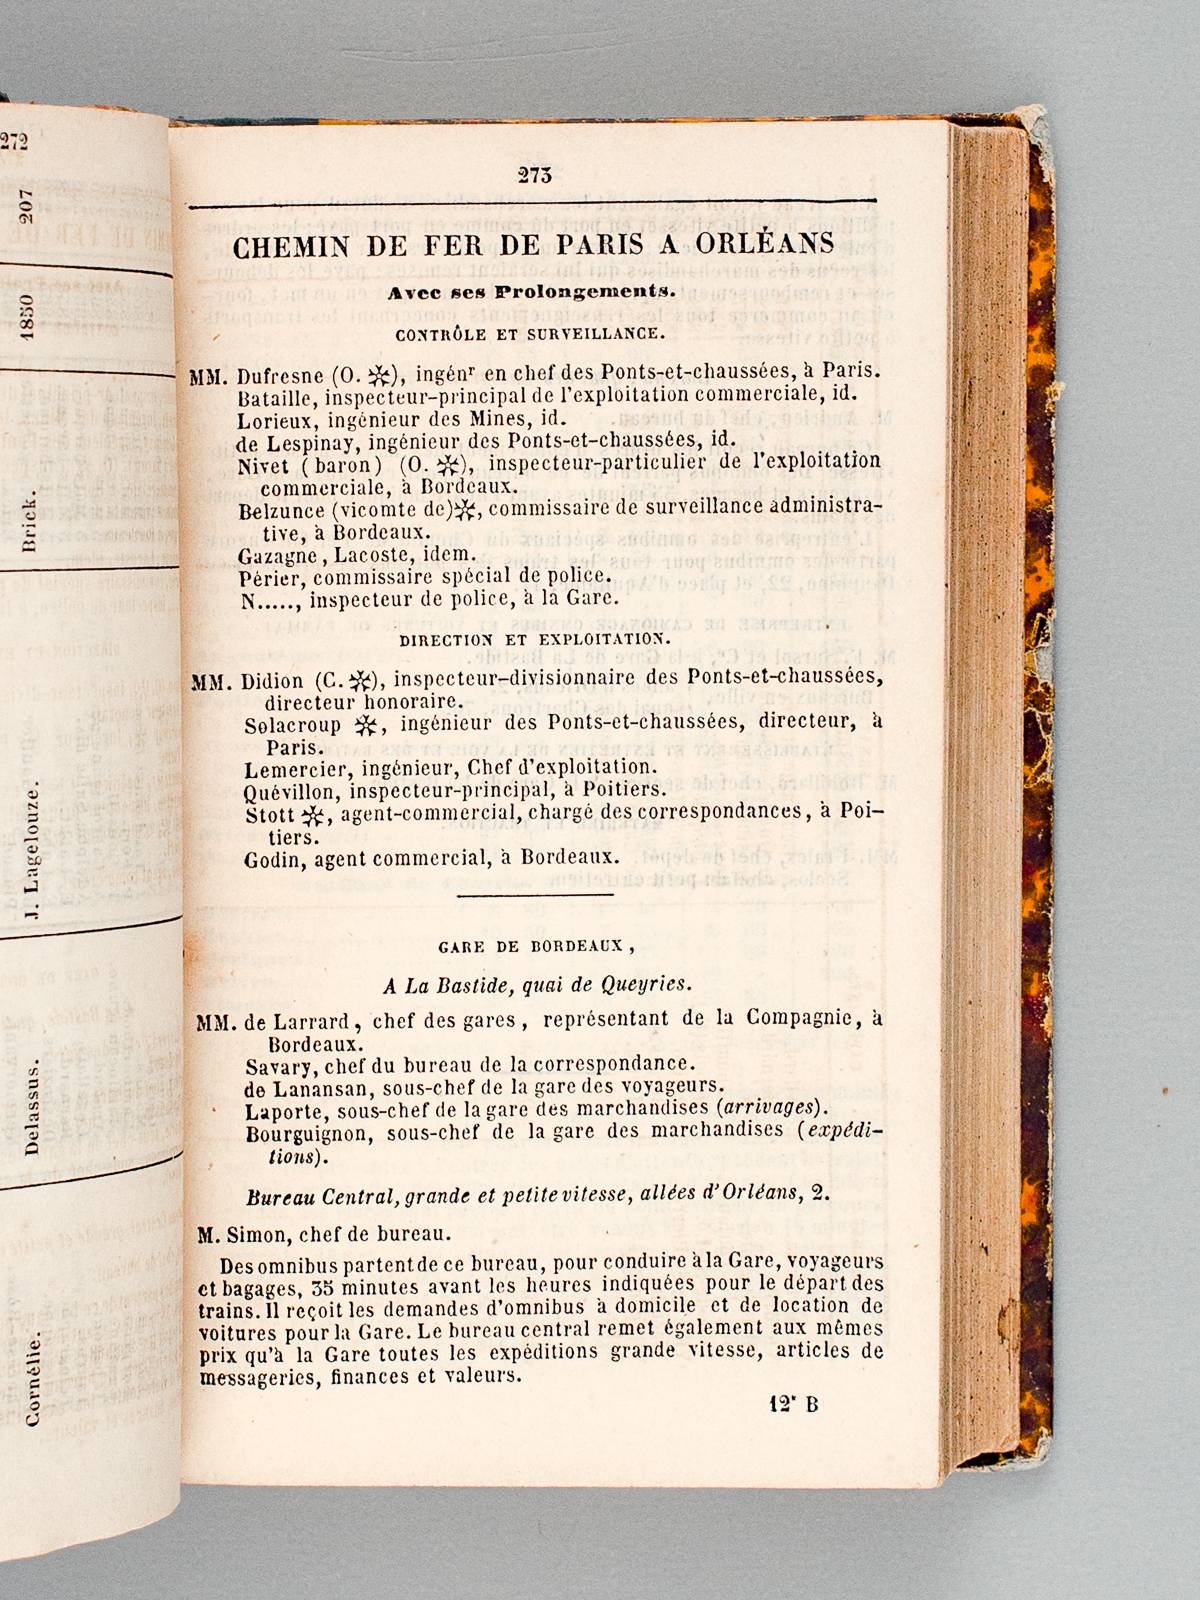 272
207
1850
Brick.
J. Lagelouze.
Delassus.
Cornélie.
273
CHEMIN DE FER DE PARIS A ORLÉANS
Avec ses Prolongements.
CONTRÔLE ET SURVEILLANCE.
MM. Dufresne (O. ✲), ingénʳ en chef des Ponts-et-chaussées, à Paris.
Bataille, inspecteur-principal de l'exploitation commerciale, id.
Lorieux, ingénieur des Mines, id.
de Lespinay, ingénieur des Ponts-et-chaussées, id.
Nivet (baron) (O. ✲), inspecteur-particulier de l'exploitation
commerciale, à Bordeaux.
Belzunce (vicomte de)✲, commissaire de surveillance administra-
tive, à Bordeaux.
Gazagne, Lacoste, idem.
Périer, commissaire spécial de police.
N....., inspecteur de police, à la Gare.
DIRECTION ET EXPLOITATION.
MM. Didion (C. ✲), inspecteur-divisionnaire des Ponts-et-chaussées,
directeur honoraire.
Solacroup ✲, ingénieur des Ponts-et-chaussées, directeur, à
Paris.
Lemercier, ingénieur, Chef d'exploitation.
Quévillon, inspecteur-principal, à Poitiers.
Stott ✲, agent-commercial, chargé des correspondances, à Poi-
tiers.
Godin, agent commercial, à Bordeaux.
GARE DE BORDEAUX,
A La Bastide, quai de Queyries.
MM. de Larrard, chef des gares, représentant de la Compagnie, à
Bordeaux.
Savary, chef du bureau de la correspondance.
de Lanansan, sous-chef de la gare des voyageurs.
Laporte, sous-chef de la gare des marchandises (arrivages).
Bourguignon, sous-chef de la gare des marchandises (expédi-
tions).
Bureau Central, grande et petite vitesse, allées d'Orléans, 2.
M. Simon, chef de bureau.
Des omnibus partent de ce bureau, pour conduire à la Gare, voyageurs
et bagages, 35 minutes avant les heures indiquées pour le départ des
trains. Il reçoit les demandes d'omnibus à domicile et de location de
voitures pour la Gare. Le bureau central remet également aux mêmes
prix qu'à la Gare toutes les expéditions grande vitesse, articles de
messageries, finances et valeurs.
12* B